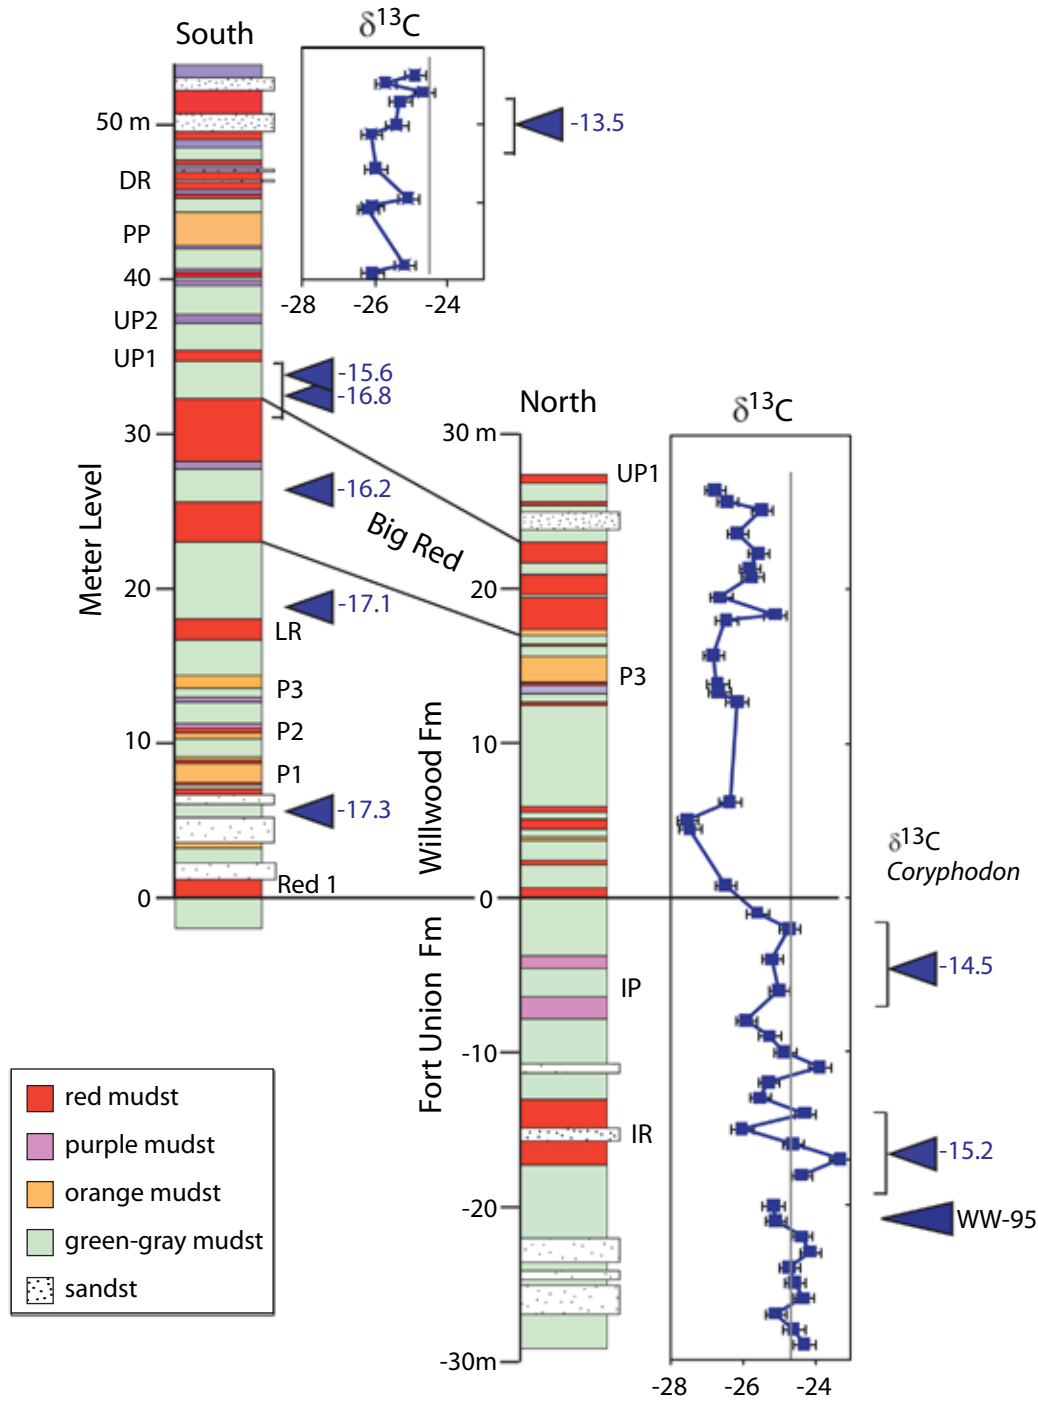 South
δ13C
50 m
-13.5
DR
PP
40
-28
-26
-24
UP2
UP1
-15.6
-16.8
North
δ13C
30
30 m
UP1
Meter Level
-16.2
Big Red
20
20
-17.1
LR
P3
P3
P2
10
10
P1
Willwood Fm
-17.3
δ13C
Coryphodon
Red 1
0
0
Fort Union Fm
-14.5
IP
-10
red mudst
IR
purple mudst
-15.2
orange mudst
-20
WW-95
green-gray mudst
sandst
-30m
-28
-26
-24